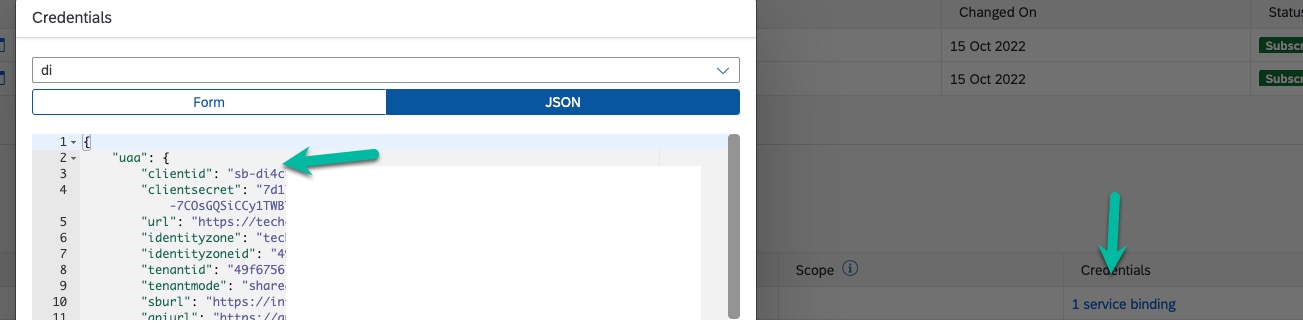 Credentials
Changed On
Status
15 Oct 2022
Subscr
di
15 Oct 2022
Subscr
Form
JSON
1 {
2 "uaa": {
3 "clientid": "sb-di4c
4 "clientsecret": "7d1
-7COsGQSiCCy1TWB
5 "url": "https://tech
6 "identityzone": "tec
7 "identityzoneid": "4
8 "tenantid": "49f6756
9 "tenantmode": "share
10 "sburl": "https://in
11 "apiurl": "https://
Scope
Credentials
1 service binding